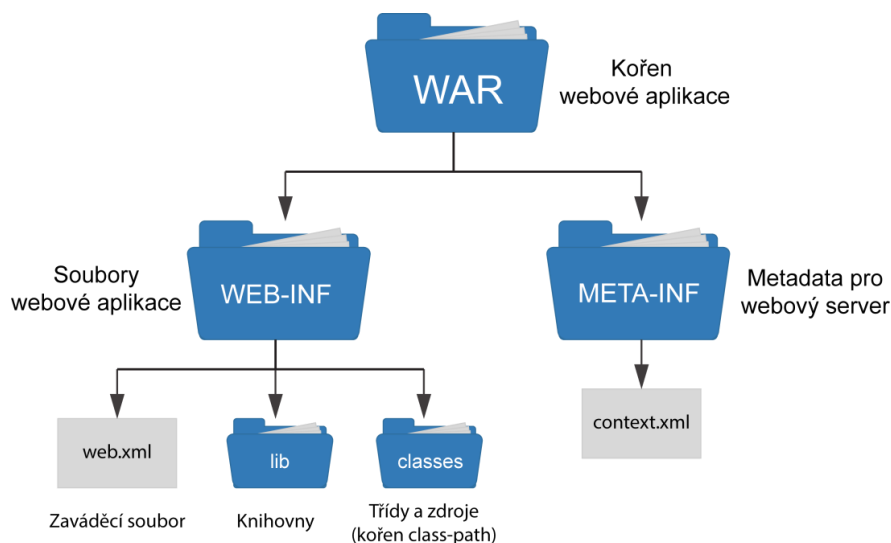 WAR
Kořen
webové aplikace
Soubory
webové aplikace
WEB-INF
META-INF
Metadata pro
webový server
web.xml
lib
classes
context.xml
Zaváděcí soubor
Knihovny
Třídy a zdroje
(kořen class-path)